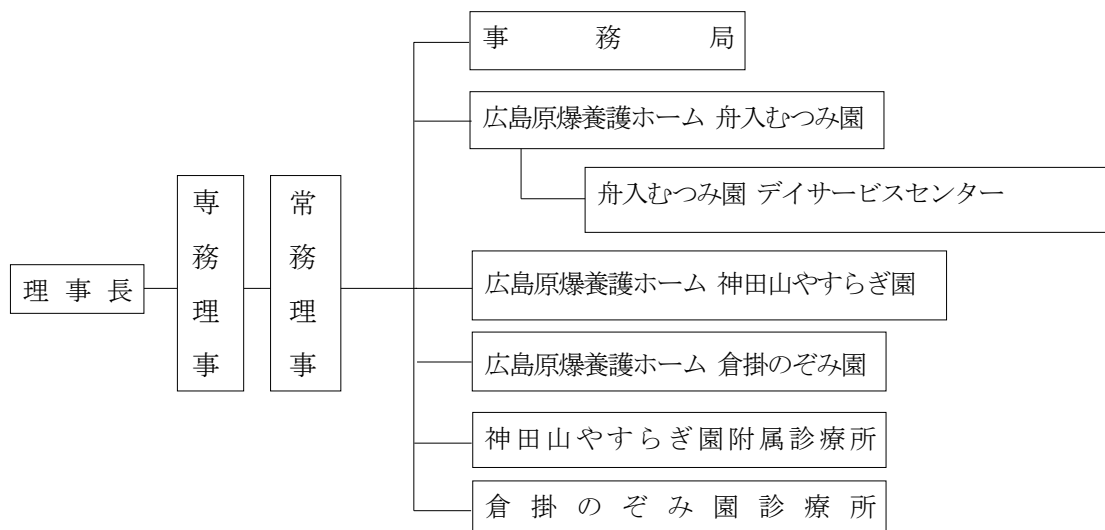 理事長
専務理事
常務理事
事務局
広島原爆養護ホーム 舟入むつみ園
舟入むつみ園 デイサービスセンター
広島原爆養護ホーム 神田山やすらぎ園
広島原爆養護ホーム 倉掛のぞみ園
神田山やすらぎ園附属診療所
倉掛のぞみ園診療所